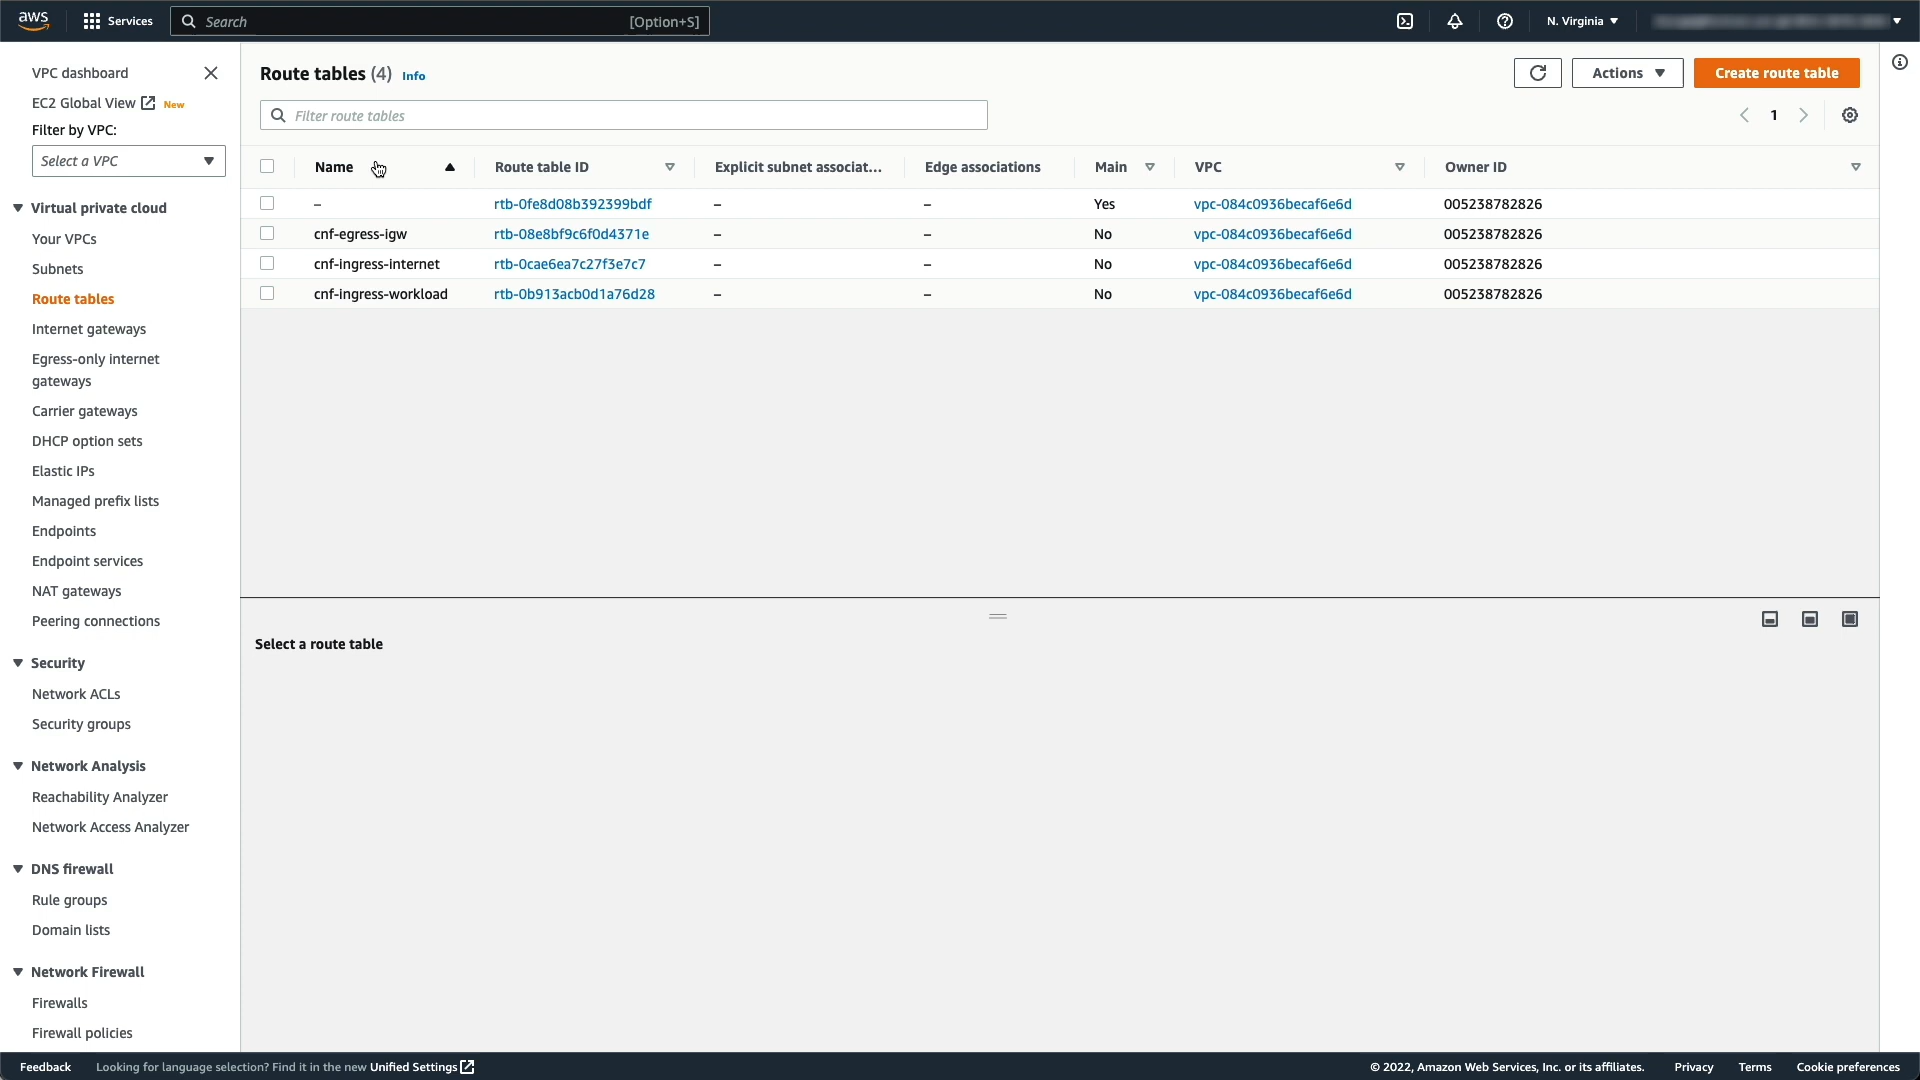 aws
Services
Search [Option+S]
N. Virginia
VPC dashboard
EC2 Global View New
Filter by VPC:
Select a VPC
Virtual private cloud
Your VPCs
Subnets
Route tables
Internet gateways
Egress-only internet
gateways
Carrier gateways
DHCP option sets
Elastic IPs
Managed prefix lists
Endpoints
Endpoint services
NAT gateways
Peering connections
Security
Network ACLs
Security groups
Network Analysis
Reachability Analyzer
Network Access Analyzer
DNS firewall
Rule groups
Domain lists
Network Firewall
Firewalls
Firewall policies
Route tables (4) Info
Actions
Create route table
Filter route tables
1
Name Route table ID Explicit subnet associat... Edge associations Main VPC Owner ID
– rtb-0fe8d08b392399bdf – – Yes vpc-084c0936becaf6e6d 005238782826
cnf-egress-igw rtb-08e8bf9c6f0d4371e – – No vpc-084c0936becaf6e6d 005238782826
cnf-ingress-internet rtb-0cae6ea7c27f3e7c7 – – No vpc-084c0936becaf6e6d 005238782826
cnf-ingress-workload rtb-0b913acb0d1a76d28 – – No vpc-084c0936becaf6e6d 005238782826
Select a route table
Feedback Looking for language selection? Find it in the new Unified Settings © 2022, Amazon Web Services, Inc. or its affiliates. Privacy Terms Cookie preferences